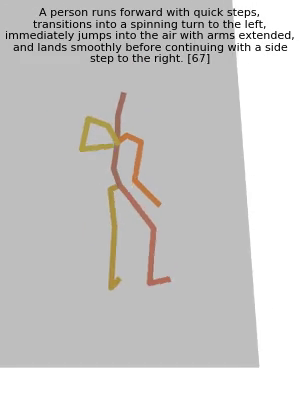 A person runs forward with quick steps,
transitions into a spinning turn to the left,
immediately jumps into the air with arms extended,
and lands smoothly before continuing with a side
step to the right. [67]